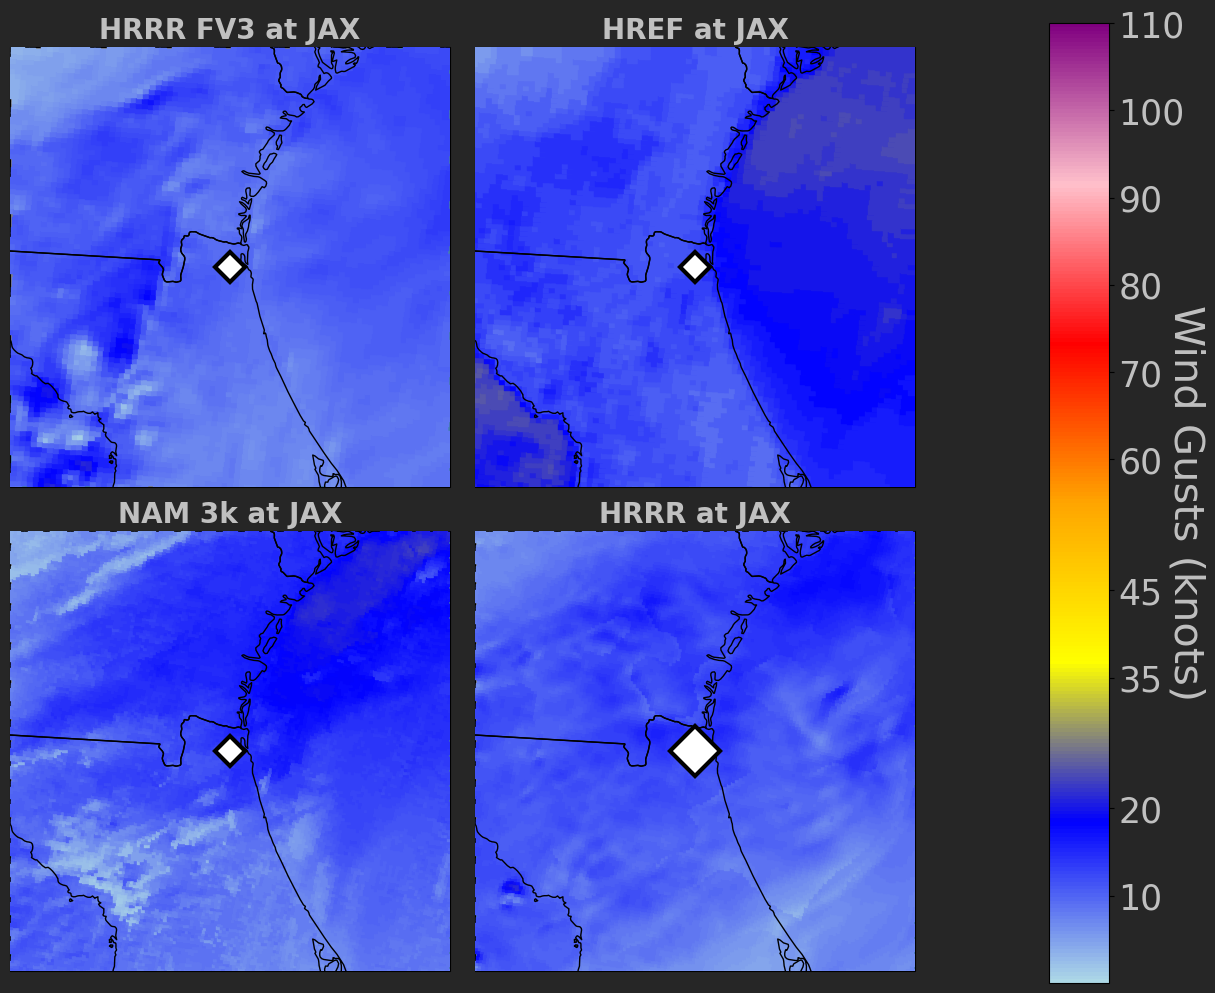 HRRR FV3 at JAX
HREF at JAX
NAM 3k at JAX
HRRR at JAX
110
100
90
80
70
60
45
35
20
10
Wind Gusts (knots)